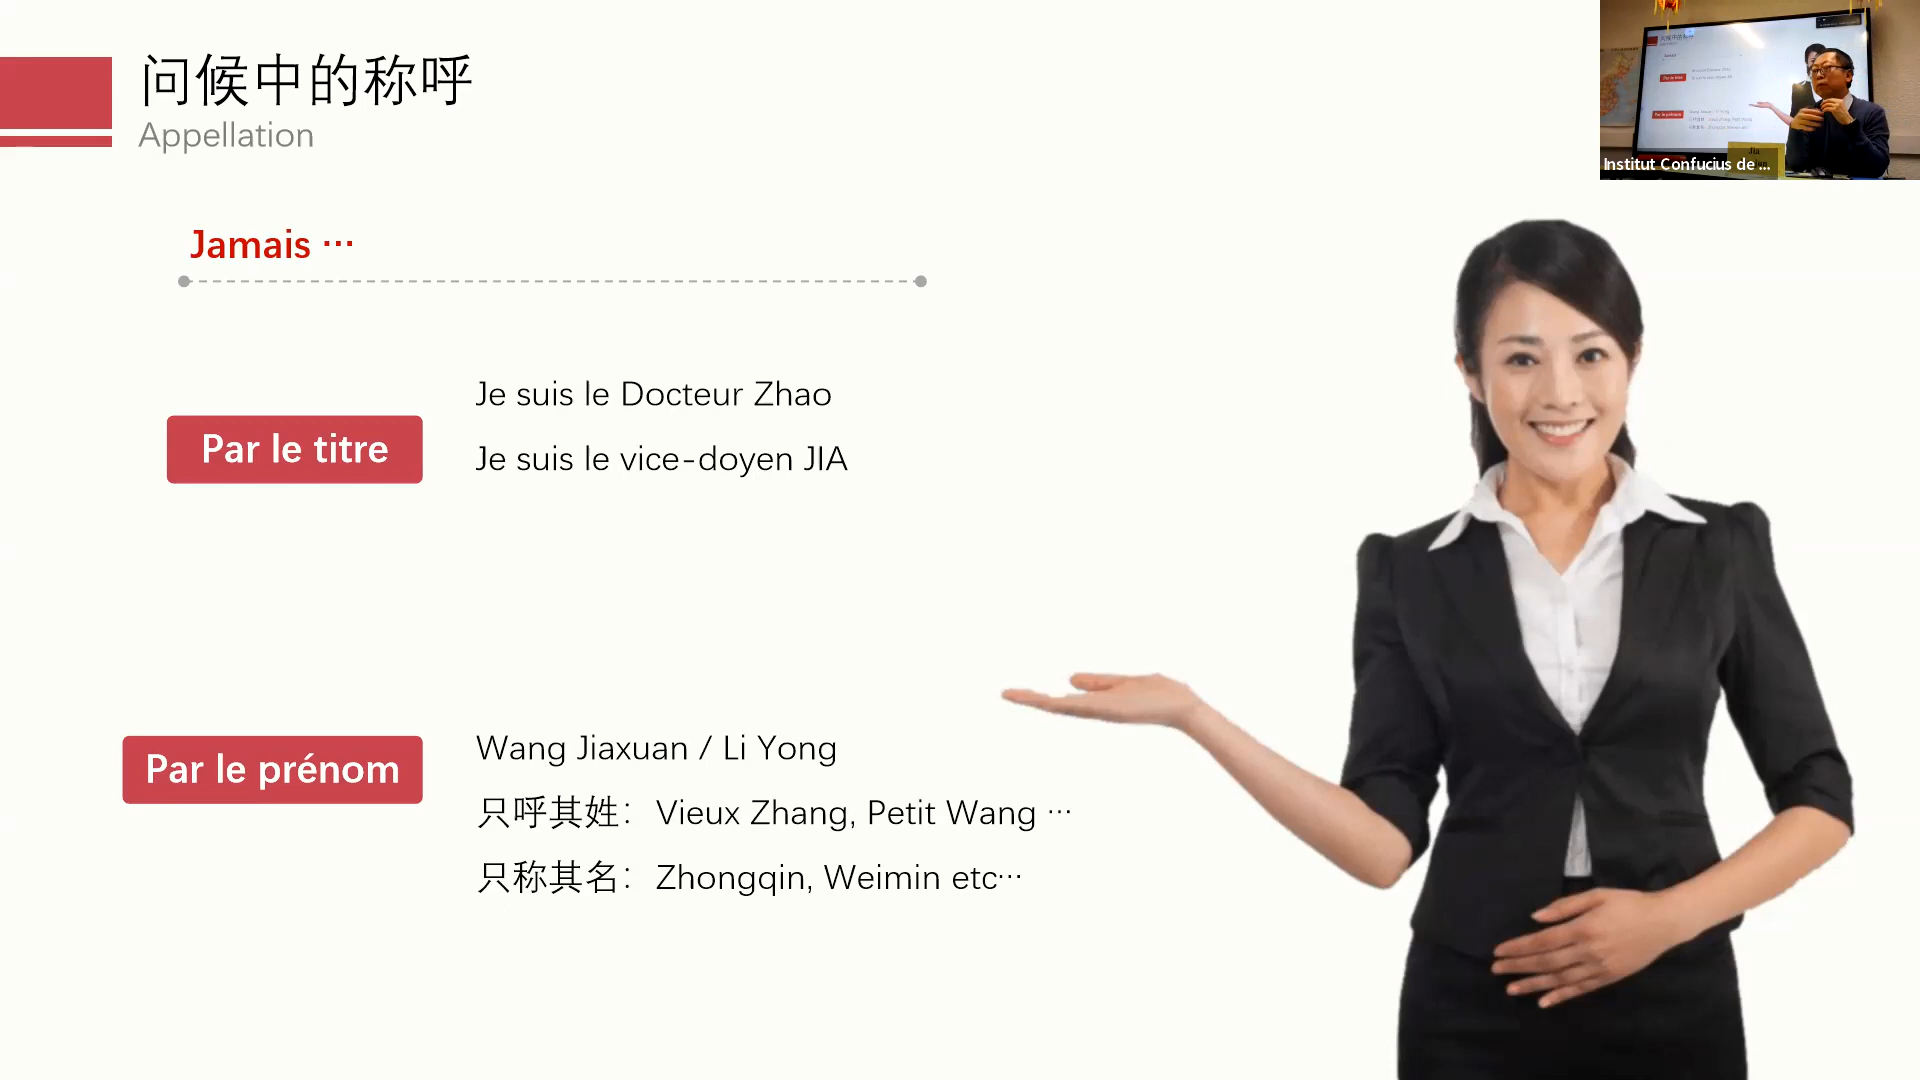 问候中的称呼
Appellation
Jamais ···
Par le titre
Je suis le Docteur Zhao
Je suis le vice-doyen JIA
Par le prénom
Wang Jiaxuan / Li Yong
只呼其姓：Vieux Zhang, Petit Wang ···
只称其名：Zhongqin, Weimin etc···
Institut Confucius de ...
Jia